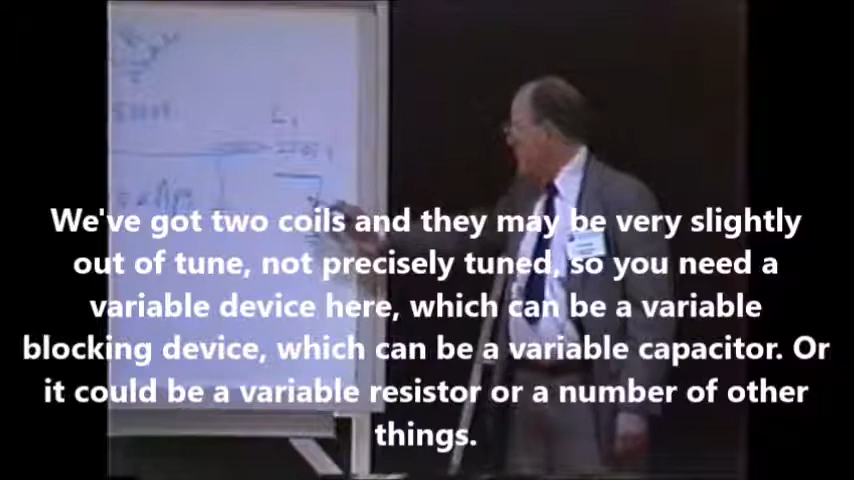 We've got two coils and they may be very slightly
out of tune, not precisely tuned, so you need a
variable device here, which can be a variable
blocking device, which can be a variable capacitor. Or
it could be a variable resistor or a number of other
things.